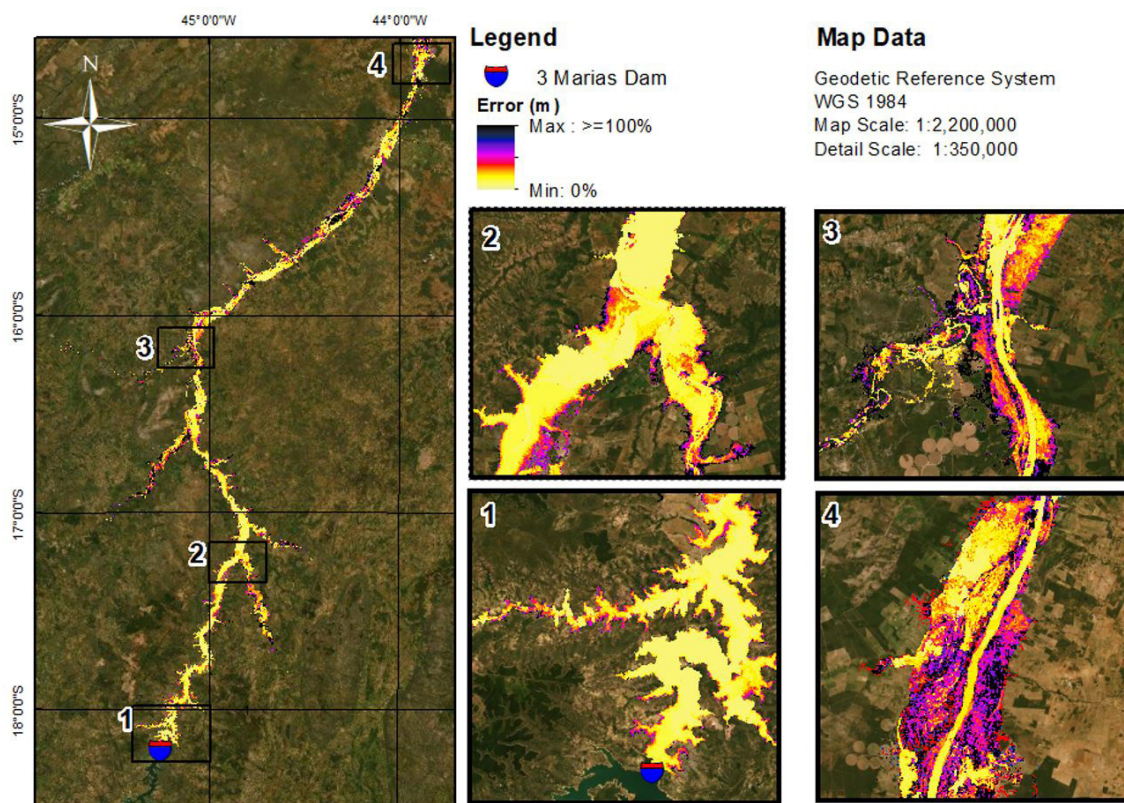 45°0'0"W
44°0'0"W
N
15°0'0"S
16°0'0"S
17°0'0"S
18°0'0"S
4
3
2
1
Legend
3 Marias Dam
Error (m)
Max : >=100%
Min: 0%
Map Data
Geodetic Reference System
WGS 1984
Map Scale: 1:2,200,000
Detail Scale: 1:350,000
2
3
1
4